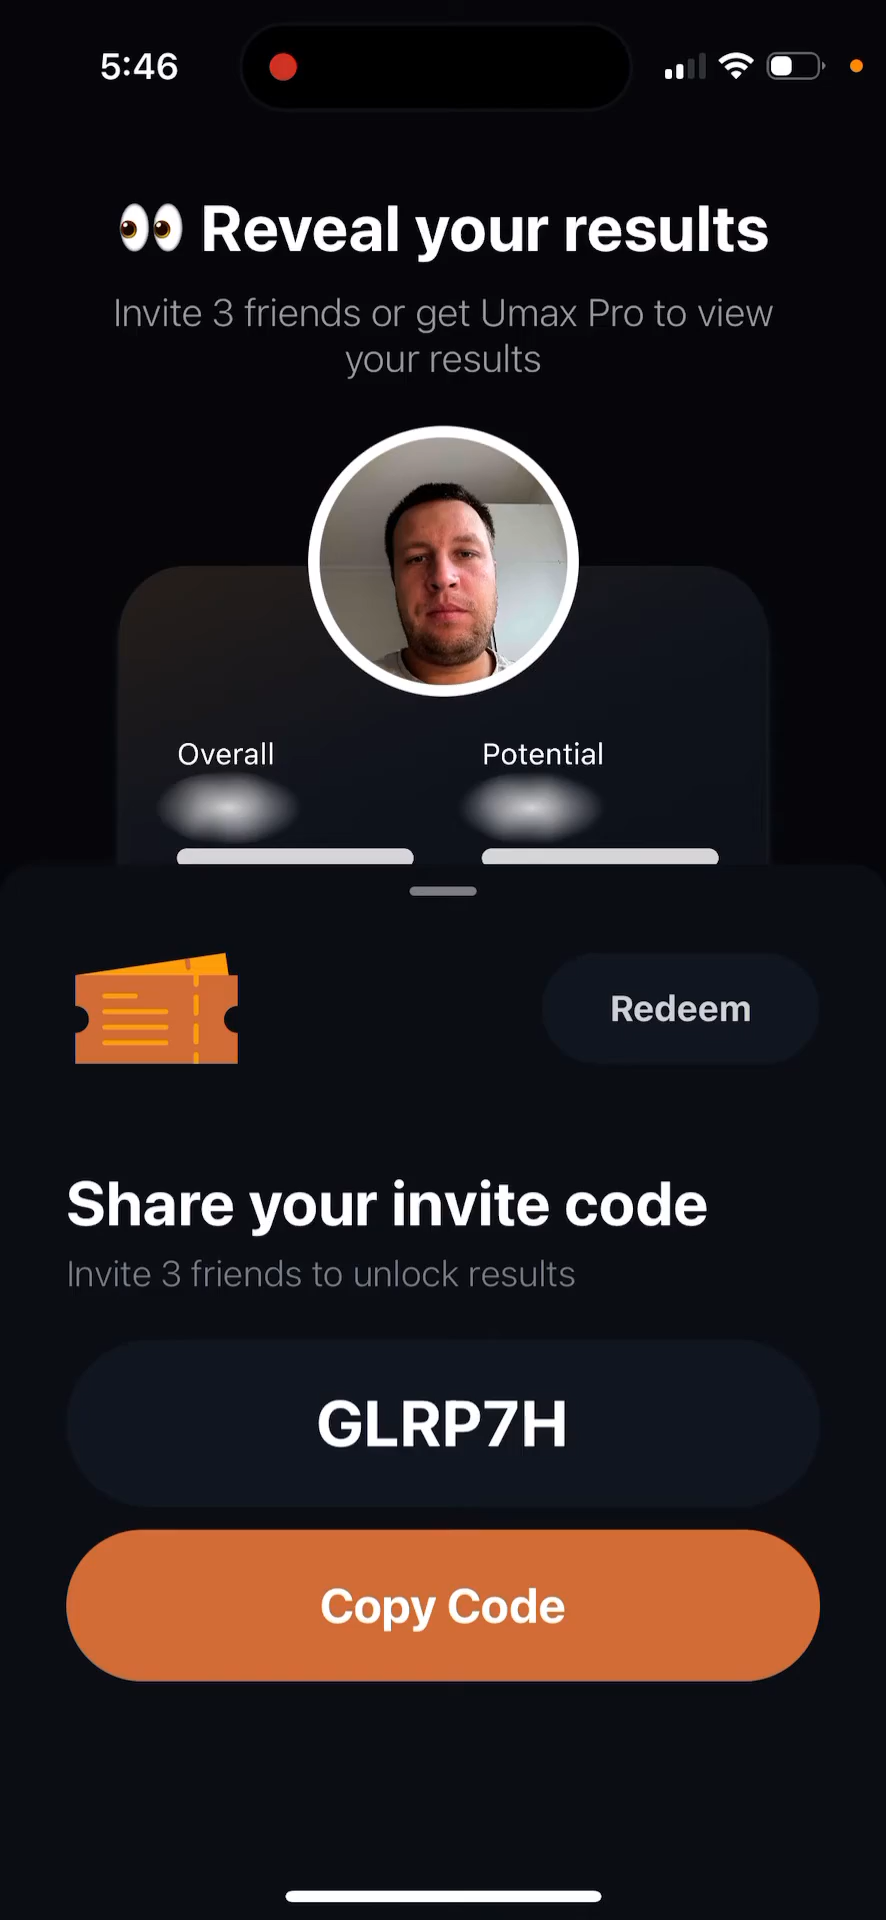 5:46
👀 Reveal your results
Invite 3 friends or get Umax Pro to view
your results
Overall
Potential
Redeem
Share your invite code
Invite 3 friends to unlock results
GLRP7H
Copy Code